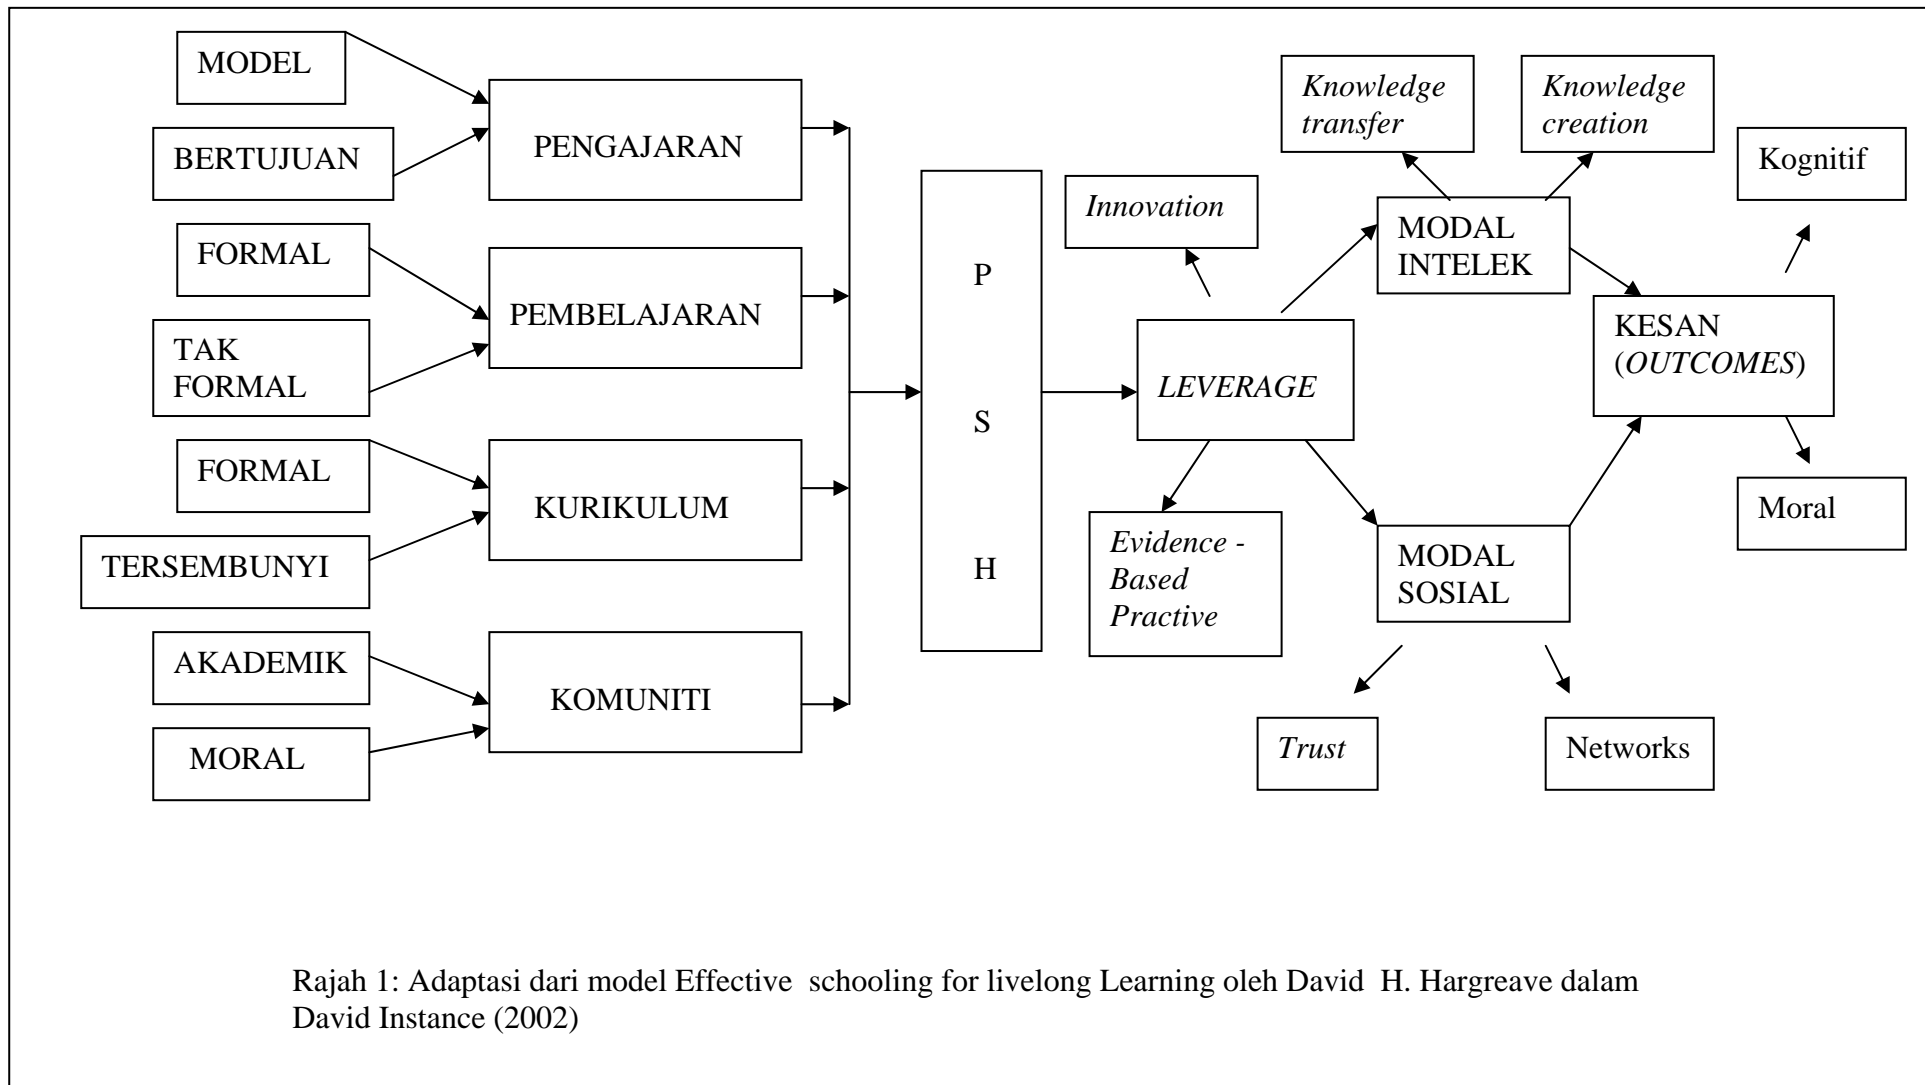 MODEL
BERTUJUAN
PENGAJARAN
FORMAL
TAK
FORMAL
PEMBELAJARAN
FORMAL
TERSEMBUNYI
KURIKULUM
AKADEMIK
MORAL
KOMUNITI
P
S
H
Innovation
LEVERAGE
Evidence -
Based
Practive
Knowledge
transfer
Knowledge
creation
MODAL
INTELEK
MODAL
SOSIAL
Trust
Networks
Kognitif
KESAN
(OUTCOMES)
Moral
Rajah 1: Adaptasi dari model Effective  schooling for livelong Learning oleh David  H. Hargreave dalam
David Instance (2002)